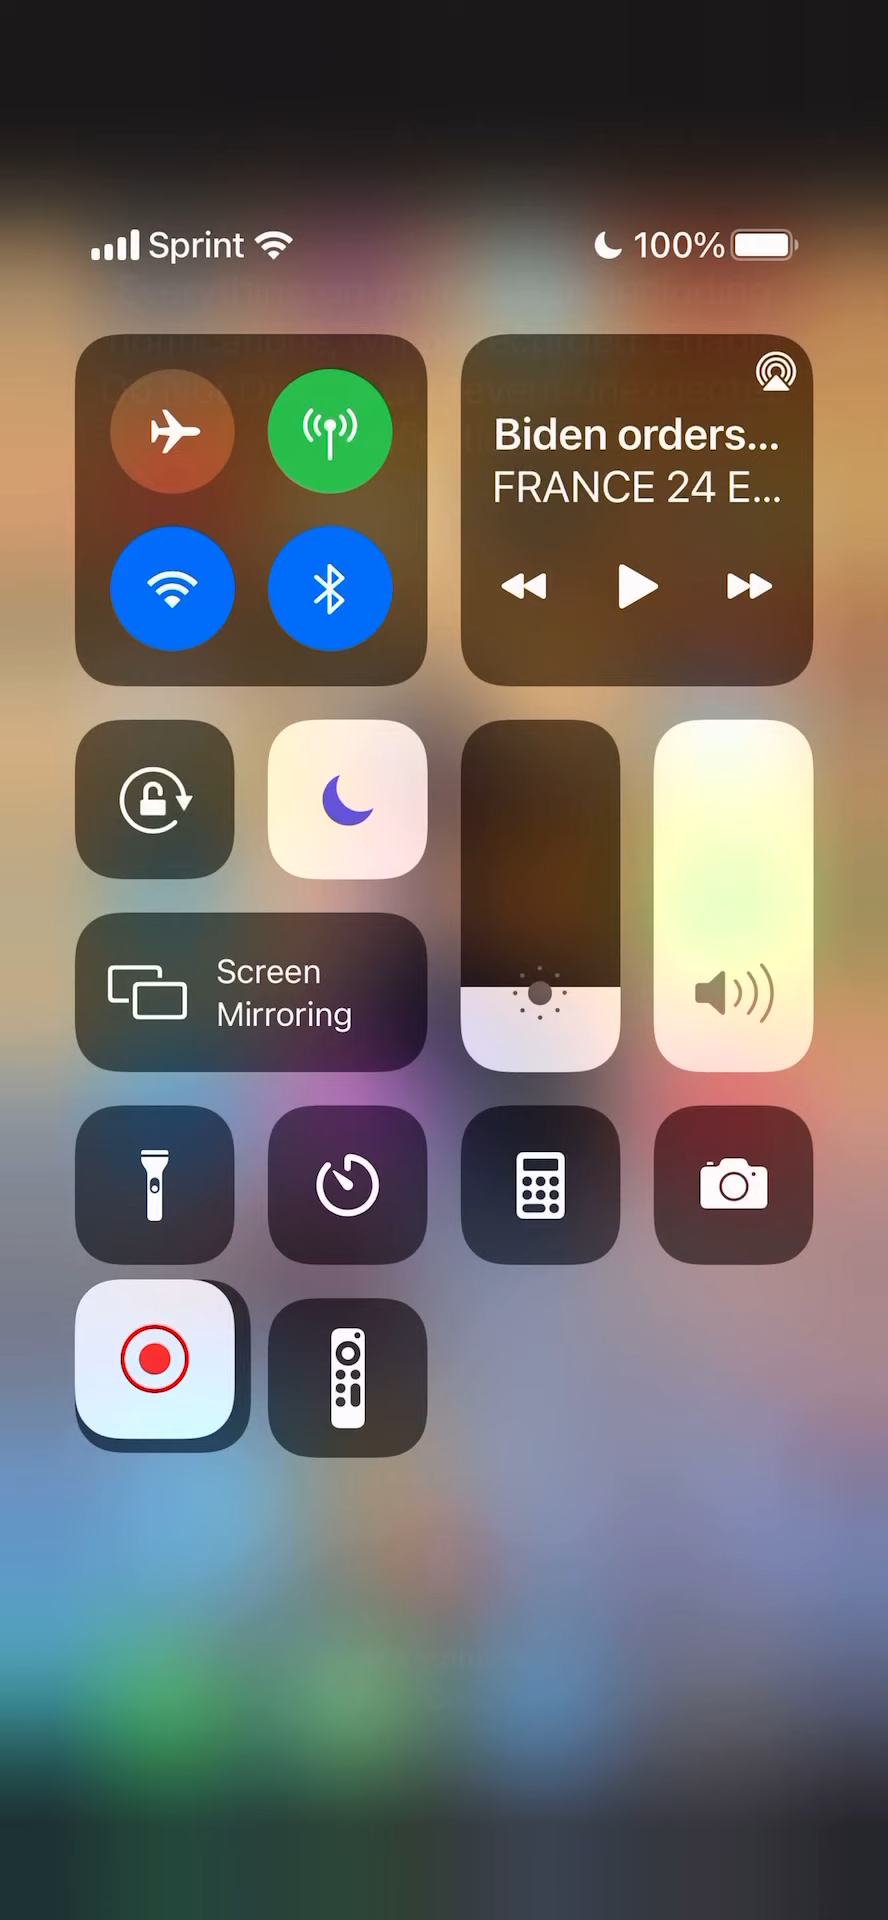 Sprint
100%
Biden orders...
FRANCE 24 E...
Screen
Mirroring